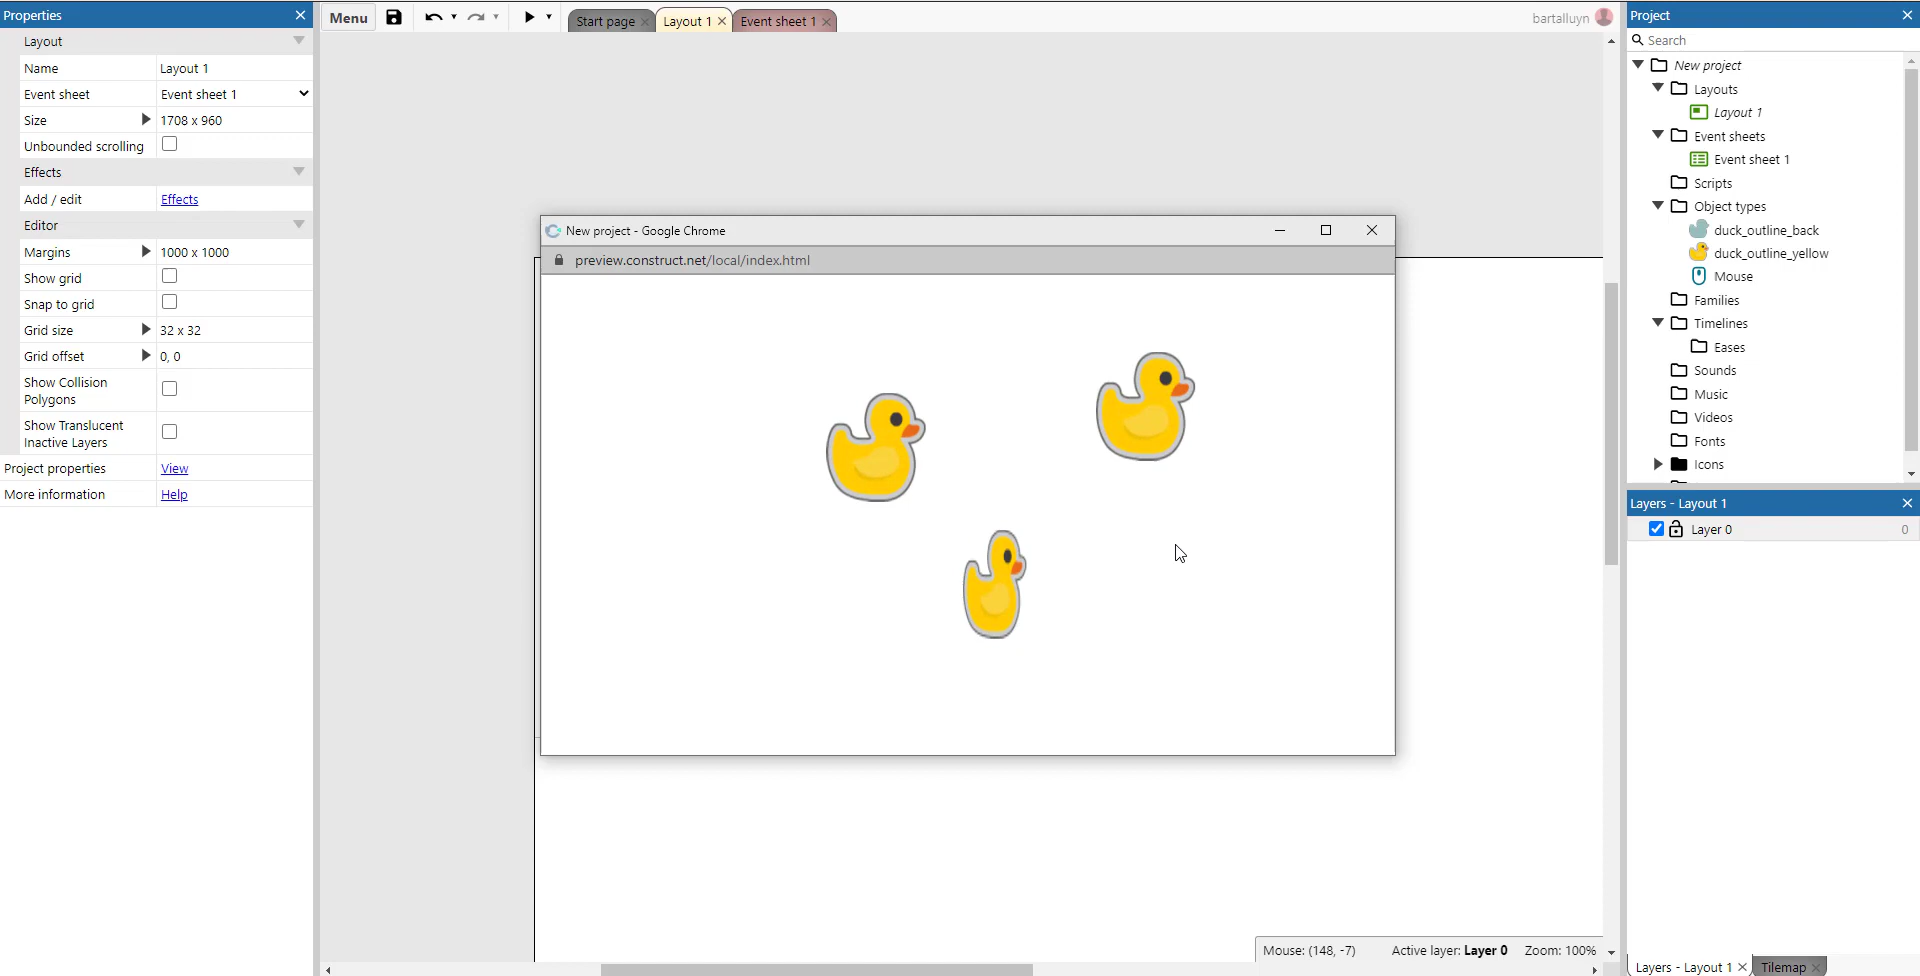 Properties
Menu
Start page
Layout 1
Event sheet 1
bartalluyn
Project
Layout
Name Layout 1
Event sheet Event sheet 1
Size 1708 x 960
Unbounded scrolling
Effects
Add / edit Effects
Editor
Margins 1000 x 1000
Show grid
Snap to grid
Grid size 32 x 32
Grid offset 0, 0
Show Collision
Polygons
Show Translucent
Inactive Layers
Project properties View
More information Help
New project - Google Chrome
preview.construct.net/local/index.html
Mouse: (148, -7) Active layer: Layer 0 Zoom: 100%
Search
New project
Layouts
Layout 1
Event sheets
Event sheet 1
Scripts
Object types
duck_outline_back
duck_outline_yellow
Mouse
Families
Timelines
Eases
Sounds
Music
Videos
Fonts
Icons
Layers - Layout 1
Layer 0 0
Layers - Layout 1
Tilemap